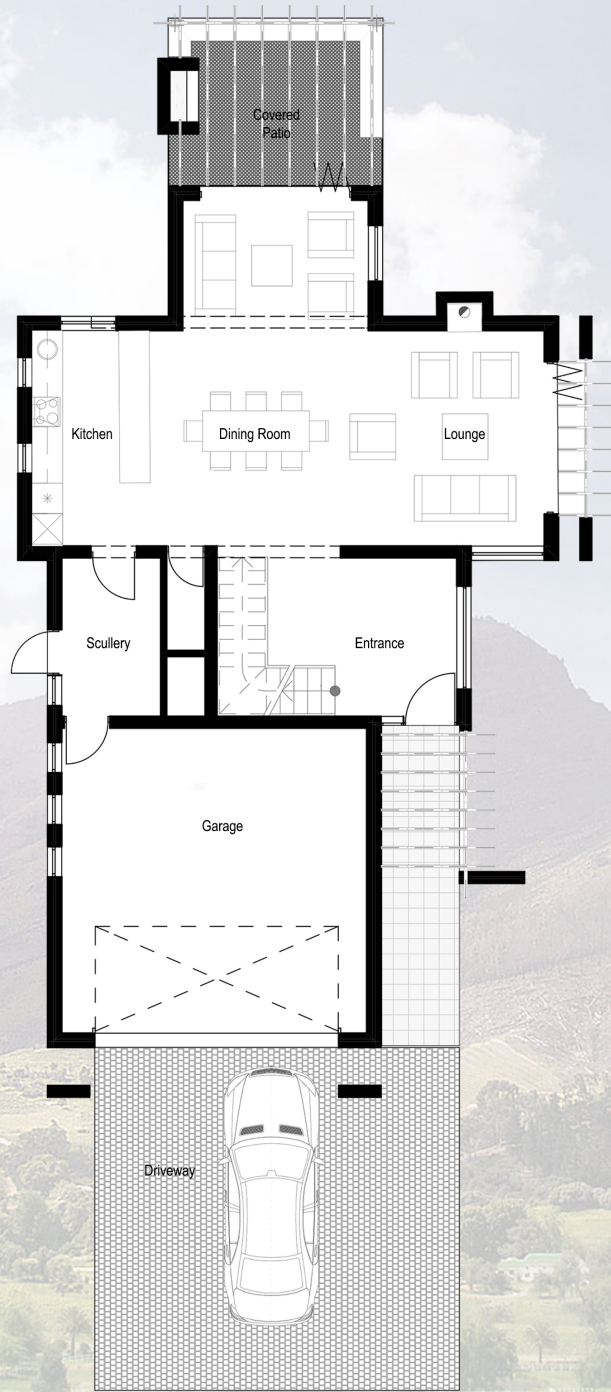 Covered
Patio
Kitchen
Dining Room
Lounge
Scullery
Entrance
Garage
Driveway